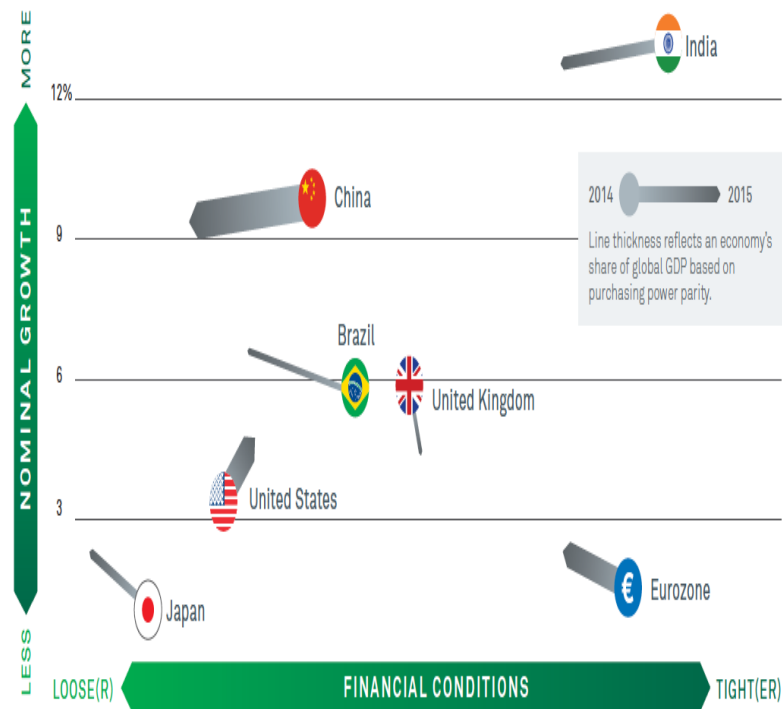 MORE
NOMINAL GROWTH
LESS
12%
9
6
3
India
China
2014
2015
Line thickness reflects an economy's
share of global GDP based on
purchasing power parity.
Brazil
United Kingdom
United States
Japan
€
Eurozone
LOOSE(R)
FINANCIAL CONDITIONS
TIGHT(ER)